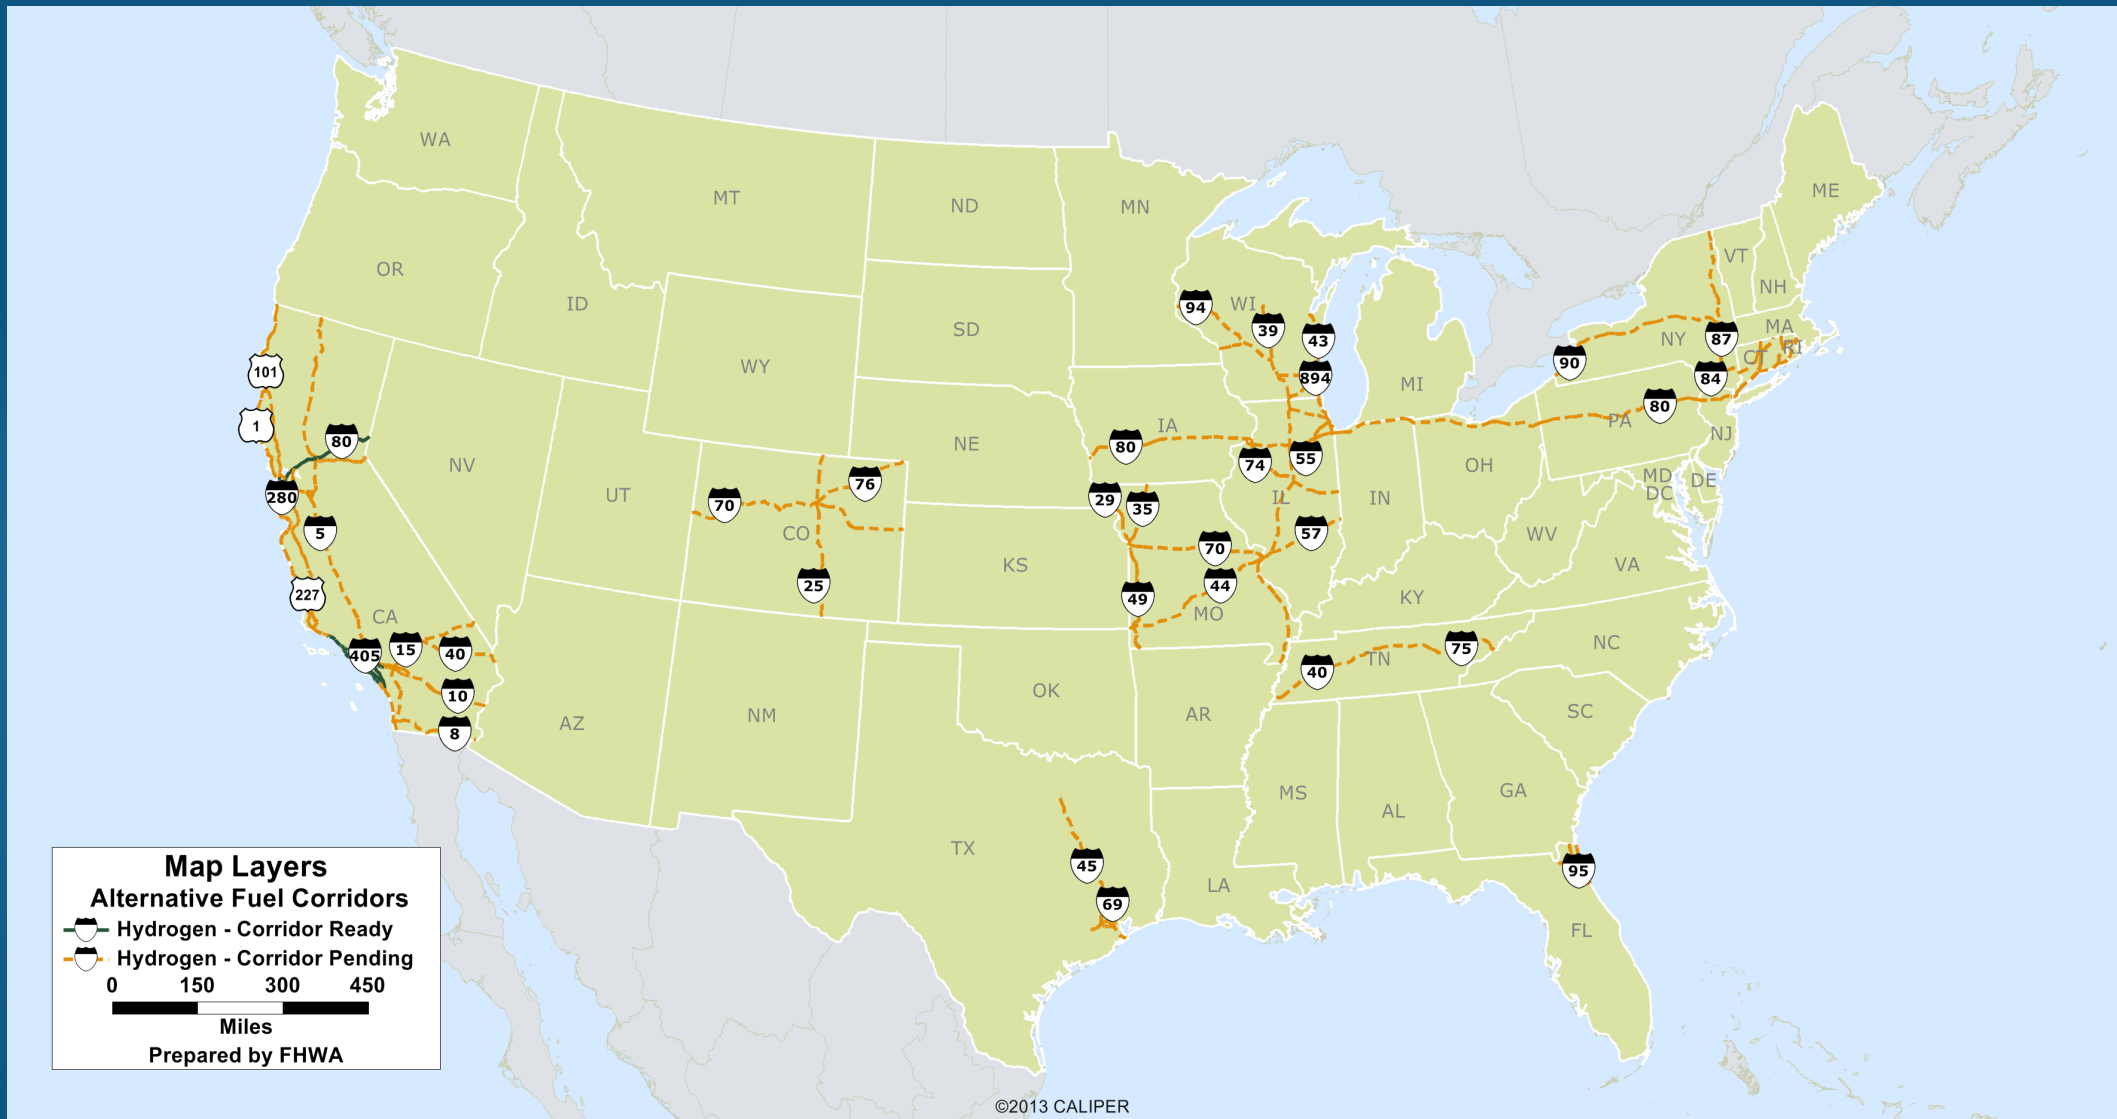 WA
MT
ND
MN
ME
OR
ID
SD
WI
VT
NH
94
39
43
NY
87
MA
RI
CT
90
101
WY
894
MI
84
1
80
NV
NE
IA
80
80
PA
NJ
74
55
OH
MD
DE
DC
280
UT
70
76
29
35
IL
IN
5
CO
57
WV
VA
227
25
KS
70
44
49
MO
KY
CA
405
15
40
75
NC
TN
40
10
8
AZ
NM
OK
AR
SC
MS
AL
GA
TX
45
69
LA
95
FL
Map Layers
Alternative Fuel Corridors
Hydrogen - Corridor Ready
Hydrogen - Corridor Pending
0 150 300 450
Miles
Prepared by FHWA
©2013 CALIPER